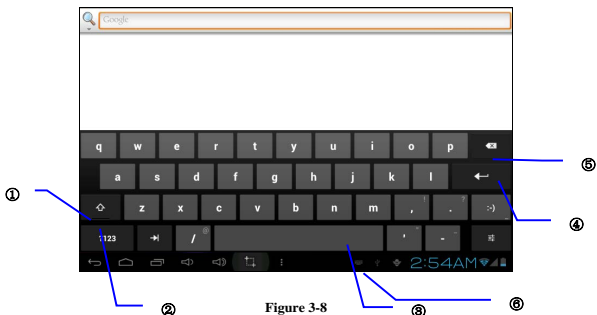 Google
q w e r t y u i o p
⑤
a s d f g h j k l
①
z x c v b n m , ! . ? :-)
④
?123 / @ ' " - _
2:54AM
② Figure 3-8 ③ ⑥